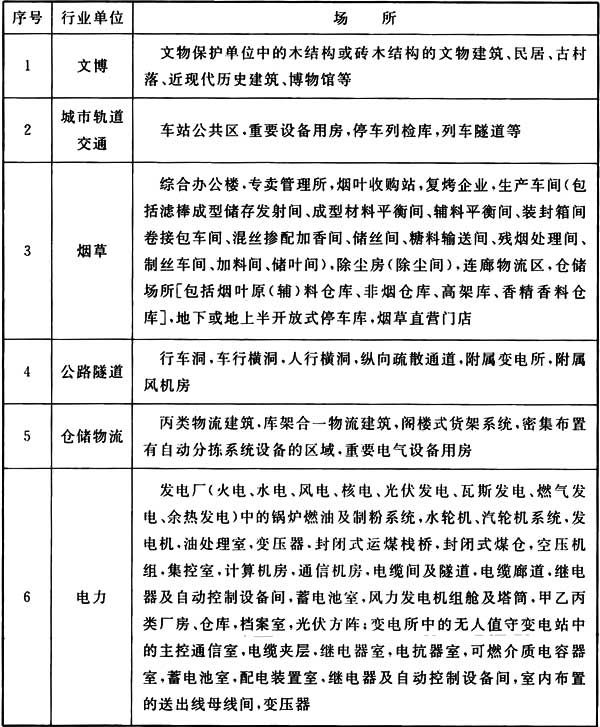 序号 行业单位 场 所
1 文博 文物保护单位中的木结构或砖木结构的文物建筑、民居、古村
落、近现代历史建筑、博物馆等
2 城市轨道
交通 车站公共区，重要设备用房，停车列检库，列车隧道等
3 烟草 综合办公楼，专卖管理所，烟叶收购站，复烤企业，生产车间（包
括滤棒成型储存发射间、成型材料平衡间、辅料平衡间、装封箱间
卷接包车间、混丝掺配加香间、储丝间、糖料输送间、残烟处理间、
制丝车间、加料间、储叶间），除尘房（除尘间），连廊物流区，仓储
场所[包括烟叶原（辅）料仓库、非烟仓库、高架库、香精香料仓
库]，地下或地上半开放式停车库，烟草直营门店
4 公路隧道 行车洞，车行横洞，人行横洞，纵向疏散通道，附属变电所，附属
风机房
5 仓储物流 丙类物流建筑，库架合一物流建筑，阁楼式货架系统，密集布置
有自动分拣系统设备的区域，重要电气设备用房
6 电力 发电厂（火电、水电、风电、核电、光伏发电、瓦斯发电、燃气发
电、余热发电）中的锅炉燃油及制粉系统，水轮机、汽轮机系统，发
电机，油处理室，变压器，封闭式运煤栈桥，封闭式煤仓，空压机
组，集控室，计算机房，通信机房，电缆间及隧道，电缆廊道，继电
器及自动控制设备间，蓄电池室，风力发电机组舱及塔筒，甲乙丙
类厂房、仓库，档案室，光伏方阵；变电所中的无人值守变电站中
的主控通信室，电缆夹层，继电器室，电抗器室，可燃介质电容器
室，蓄电池室，配电装置室，继电器及自动控制设备间，室内布置
的送出线母线间，变压器